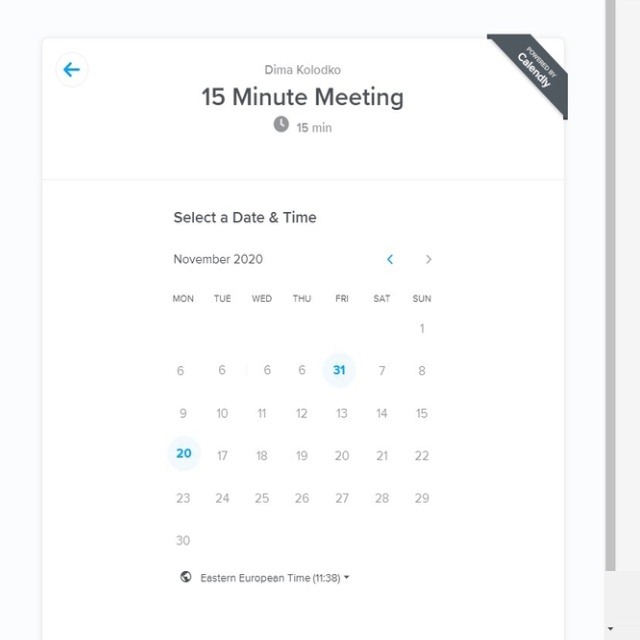 POWERED BY
Calendly
Dima Kolodko
15 Minute Meeting
15 min
Select a Date & Time
November 2020
MON TUE WED THU FRI SAT SUN
1
6 6 6 6 31 7 8
9 10 11 12 13 14 15
20 17 18 19 20 21 22
23 24 25 26 27 28 29
30
Eastern European Time (11:38)